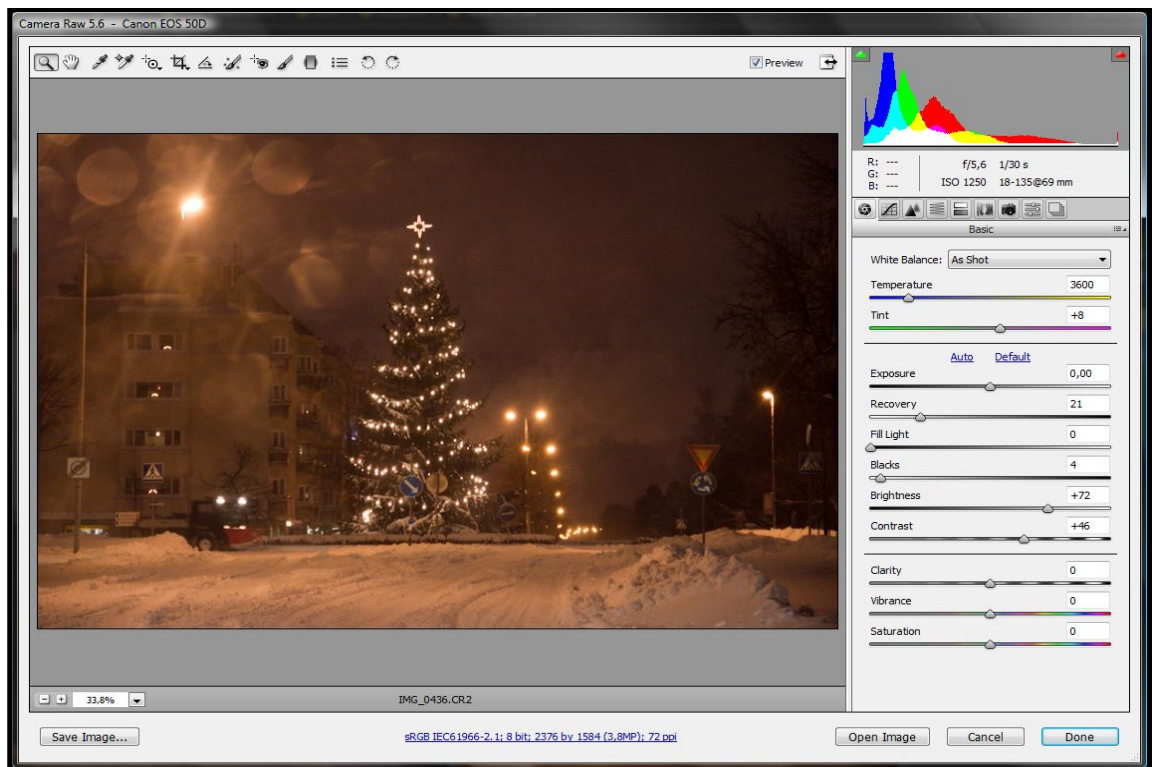 Camera Raw 5.6 - Canon EOS 50D
Preview
R: ---
G: ---
B: ---
f/5,6 1/30 s
ISO 1250 18-135@69 mm
Basic
White Balance: As Shot
Temperature 3600
Tint +8
Auto Default
Exposure 0,00
Recovery 21
Fill Light 0
Blacks 4
Brightness +72
Contrast +46
Clarity 0
Vibrance 0
Saturation 0
33,8%
IMG_0436.CR2
Save Image...
sRGB IEC61966-2.1; 8 bit; 2376 by 1584 (3,8MP); 72 ppi
Open Image
Cancel
Done